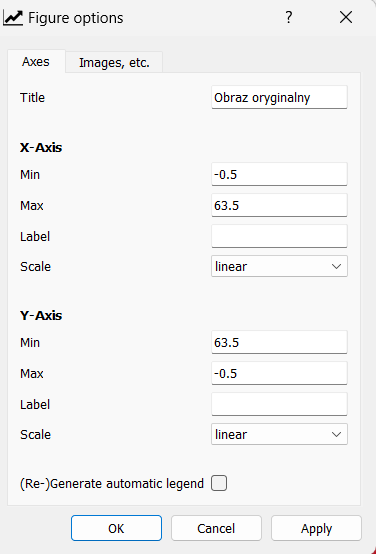 Figure options
?
Axes
Images, etc.
Title Obraz oryginalny
X-Axis
Min -0.5
Max 63.5
Label
Scale linear
Y-Axis
Min 63.5
Max -0.5
Label
Scale linear
(Re-)Generate automatic legend
OK Cancel Apply